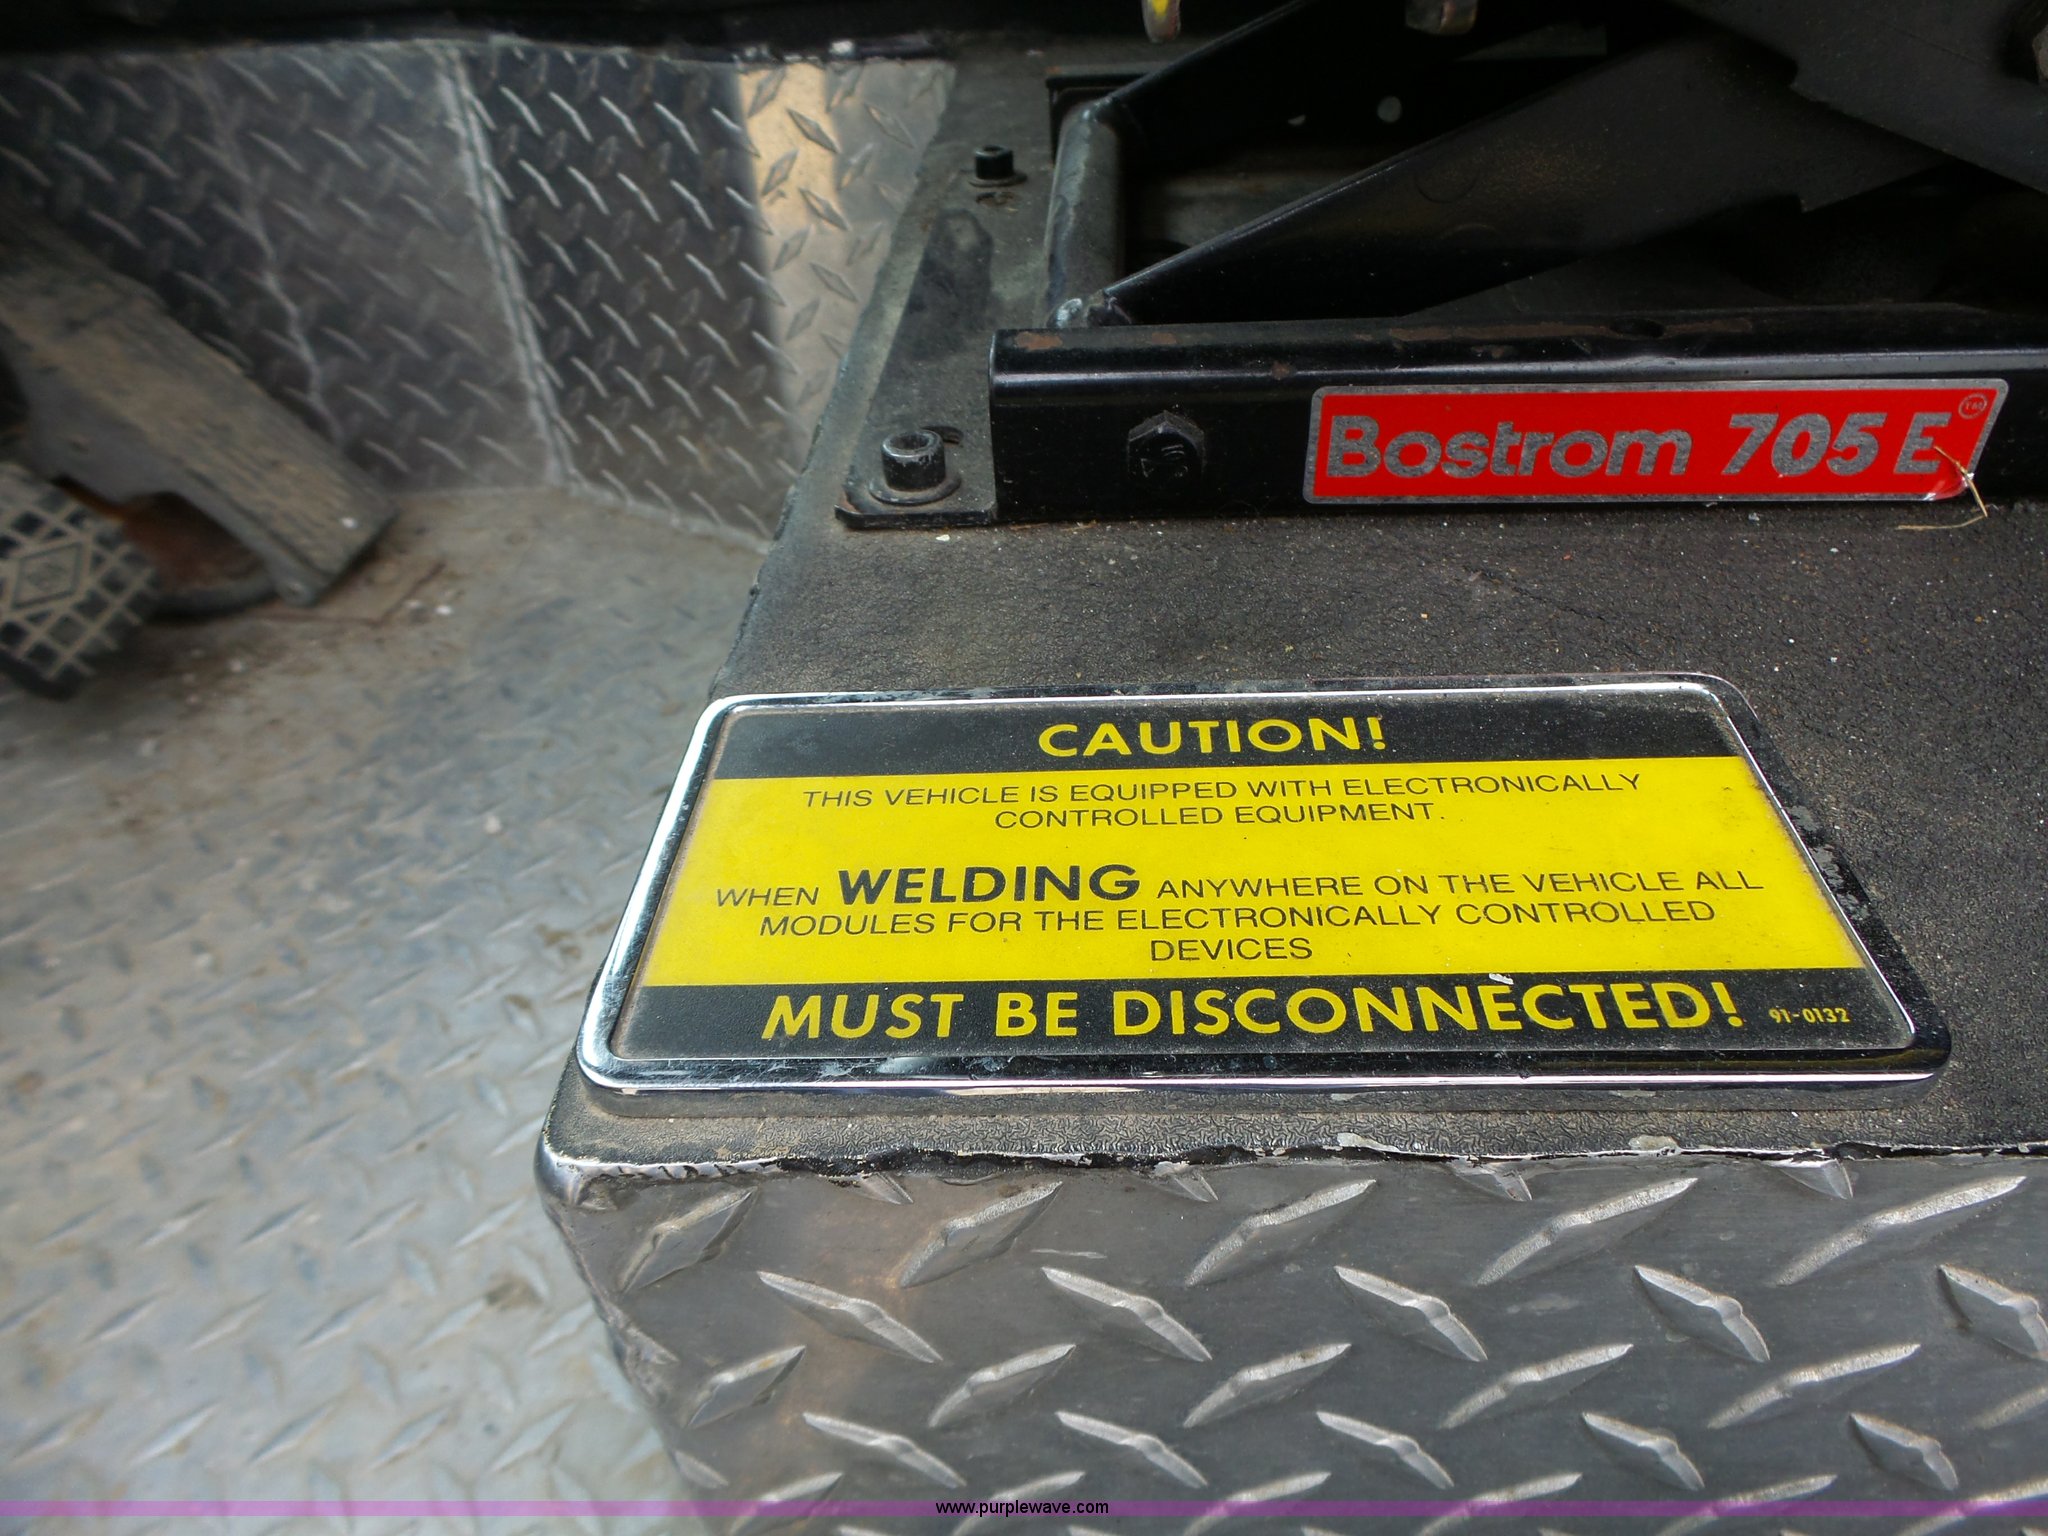 Bostrom 705 E TM
CAUTION!
THIS VEHICLE IS EQUIPPED WITH ELECTRONICALLY
CONTROLLED EQUIPMENT.
WHEN WELDING ANYWHERE ON THE VEHICLE ALL
MODULES FOR THE ELECTRONICALLY CONTROLLED
DEVICES
MUST BE DISCONNECTED! 91-0132
www.purplewave.com